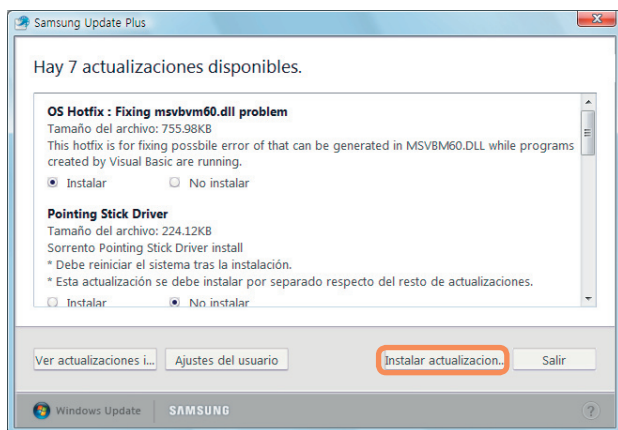 Samsung Update Plus
Hay 7 actualizaciones disponibles.
OS Hotfix : Fixing msvbvm60.dll problem
Tamaño del archivo: 755.98KB
This hotfix is for fixing possbile error of that can be generated in MSVBM60.DLL while programs
created by Visual Basic are running.
Instalar No instalar
Pointing Stick Driver
Tamaño del archivo: 224.12KB
Sorrento Pointing Stick Driver install
* Debe reiniciar el sistema tras la instalación.
* Esta actualización se debe instalar por separado respecto del resto de actualizaciones.
Instalar No instalar
Ver actualizaciones i... Ajustes del usuario Instalar actualizacion.. Salir
Windows Update SAMSUNG ?